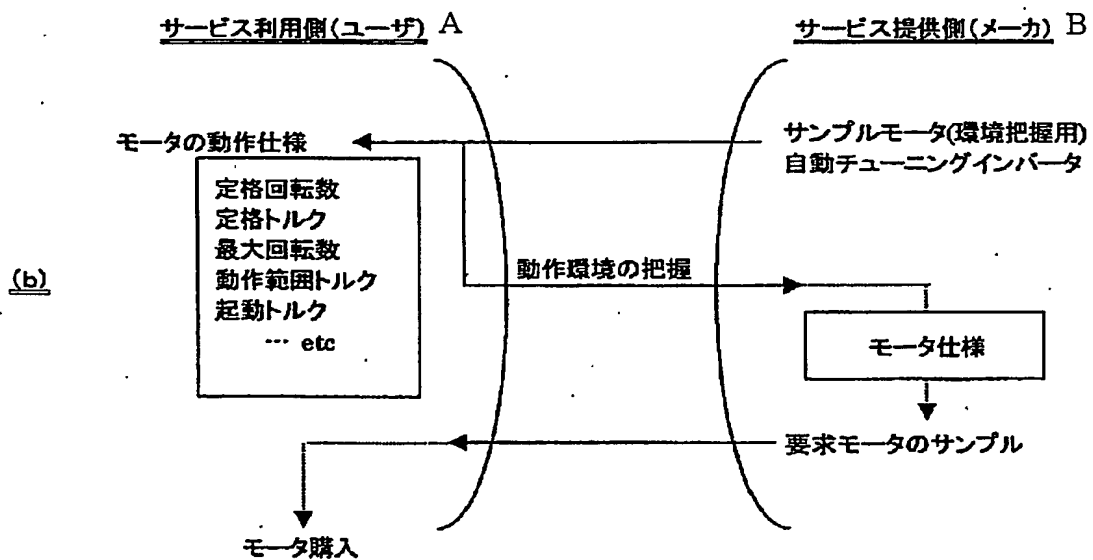 サービス利用側(ユーザ) A
サービス提供側(メーカ) B
モータの動作仕様
サンプルモータ(環境把握用)
自動チューニングインバータ
定格回転数
定格トルク
最大回転数
動作範囲トルク
起動トルク
… etc
(b)
動作環境の把握
モータ仕様
要求モータのサンプル
モータ購入